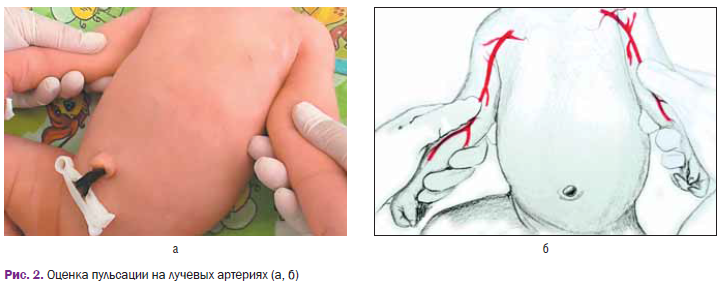 а
б
Рис. 2. Оценка пульсации на лучевых артериях (а, б)